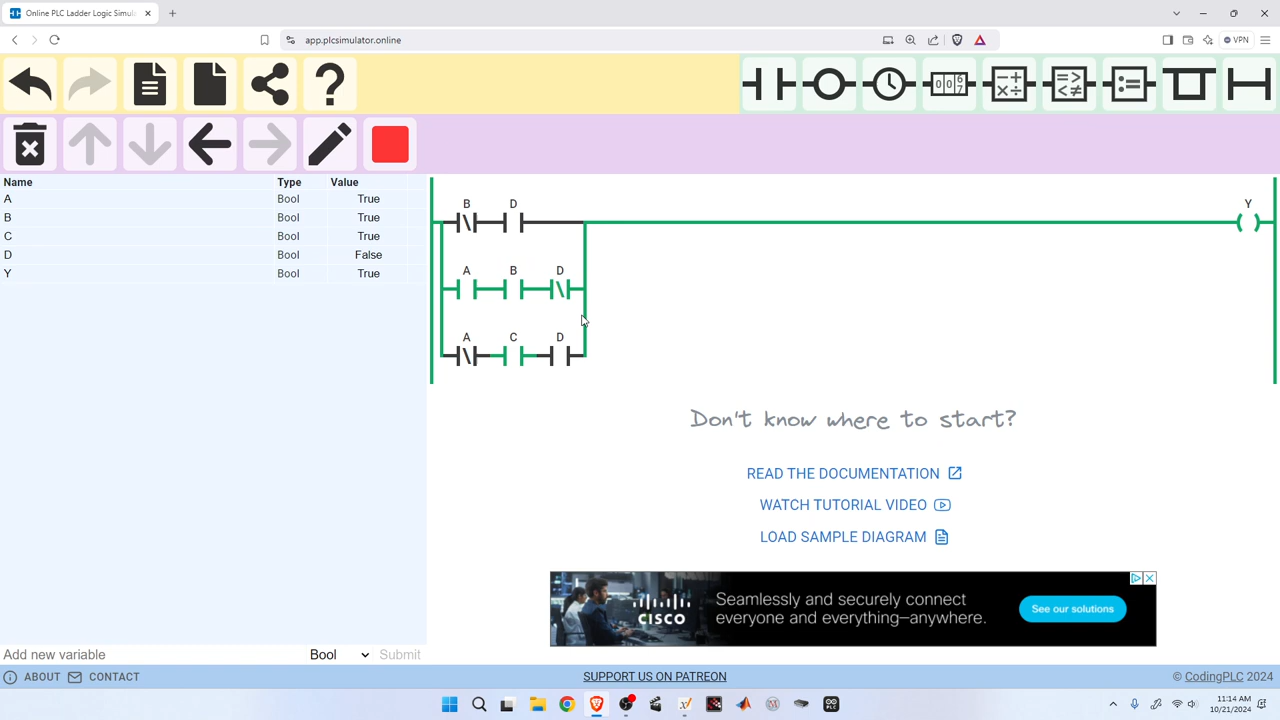 Online PLC Ladder Logic Simul
app.plcsimulator.online
VPN
Name Type Value
A Bool True
B Bool True
C Bool True
D Bool False
Y Bool True
B D Y
A B D
A C D
Don't know where to start?
READ THE DOCUMENTATION
WATCH TUTORIAL VIDEO
LOAD SAMPLE DIAGRAM
CISCO
Seamlessly and securely connect
everyone and everything—anywhere.
See our solutions
Add new variable Bool Submit
ABOUT CONTACT SUPPORT US ON PATREON © CodingPLC 2024
11:14 AM
10/21/2024